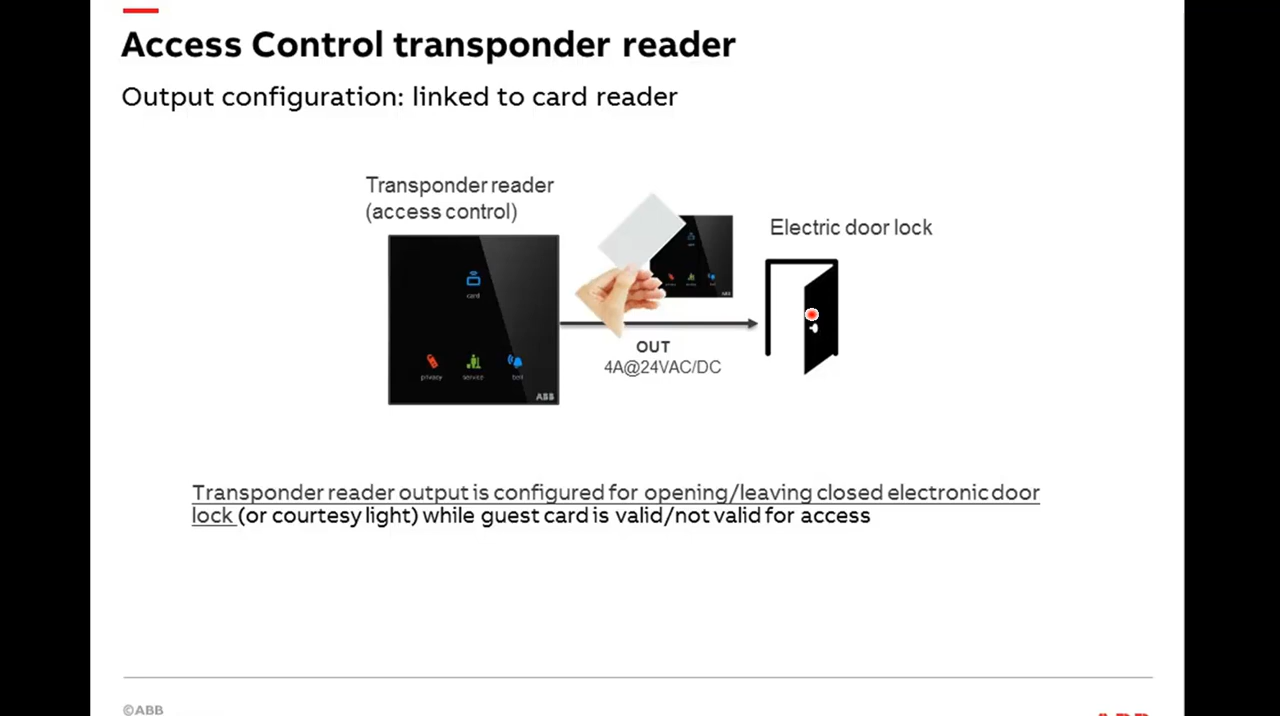 Access Control transponder reader
Output configuration: linked to card reader
Transponder reader
(access control)
Electric door lock
card
privacy
service
bell
ABB
OUT
4A@24VAC/DC
Transponder reader output is configured for opening/leaving closed electronic door
lock (or courtesy light) while guest card is valid/not valid for access
©ABB
ABB